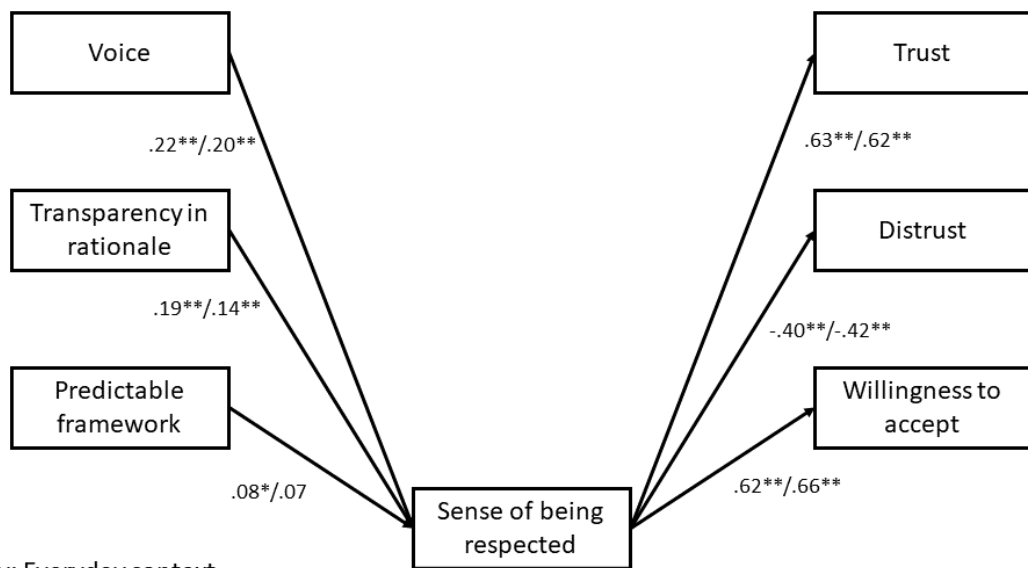 Voice
Trust
.22**/.20**
.63**/.62**
Transparency in
rationale
Distrust
.19**/.14**
-.40**/-.42**
Predictable
framework
Willingness to
accept
.08*/.07
.62**/.66**
Sense of being
respected
Everyday context